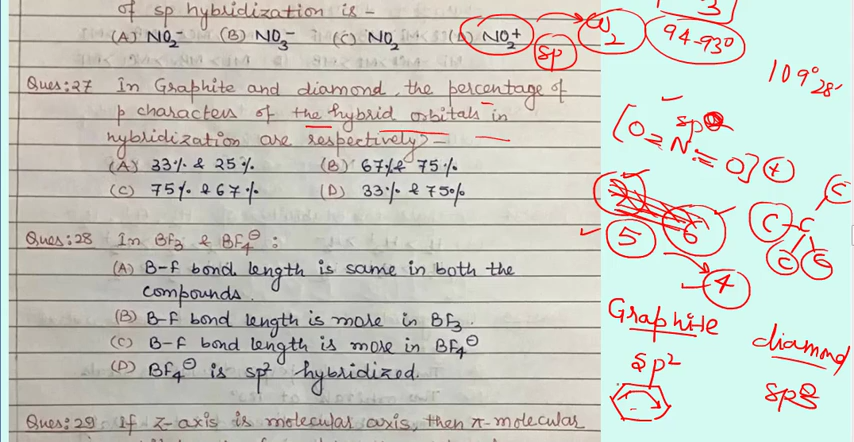 of sp hybridization is -
(A) NO2⁻ (B) NO3⁻ (C) NO2 (D) NO2⁺
sp
2
3
94-93°
109°28'
Ques:27 In Graphite and diamond, the percentage of
p characters of the hybrid orbitals in
hybridization are respectively:-
(A) 33% & 25% (B) 67% & 75%
(C) 75% & 67% (D) 33% & 75%
sp
[O=N=O]+
5 6
4
C C
C C
Ques:28 In BF3 & BF4⊖ :
(A) B-F bond length is same in both the
compounds.
(B) B-F bond length is more in BF3.
(C) B-F bond length is more in BF4⊖
(D) BF4⊖ is sp² hybridized.
Graphite diamond
sp² sp3
Ques:29 If z-axis is molecular axis, then π-molecular